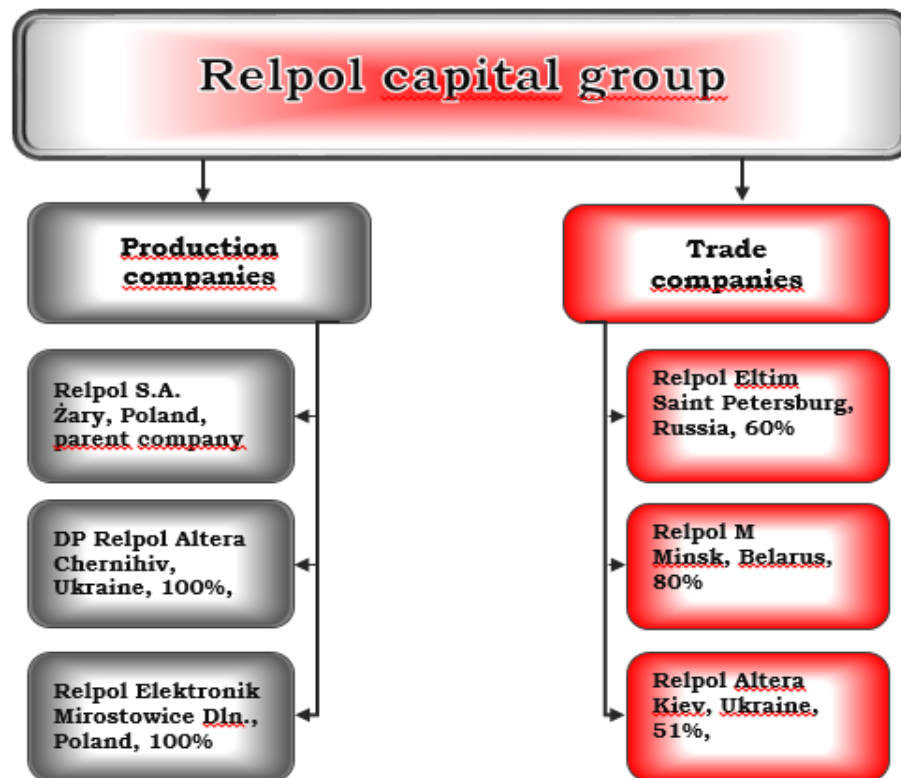 Relpol capital group
Production
companies
Relpol S.A.
Żary, Poland,
parent company
DP Relpol Altera
Chernihiv,
Ukraine, 100%,
Relpol Elektronik
Mirostowice Dln.,
Poland, 100%
Trade
companies
Relpol Eltim
Saint Petersburg,
Russia, 60%
Relpol M
Minsk, Belarus,
80%
Relpol Altera
Kiev, Ukraine,
51%,